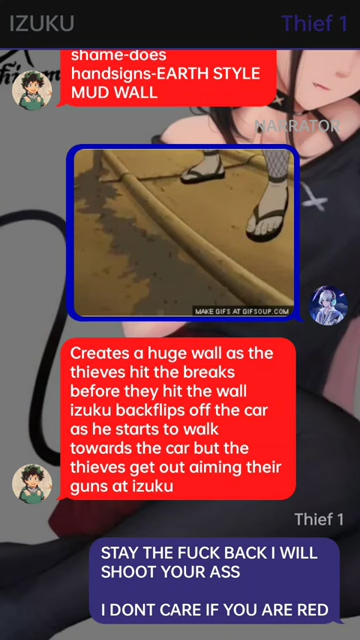 IZUKU
Thief 1
shame-does
handsigns-EARTH STYLE
MUD WALL
NARRATOR
MAKE GIFS AT GIFSOUP.COM
Creates a huge wall as the
thieves hit the breaks
before they hit the wall
izuku backflips off the car
as he starts to walk
towards the car but the
thieves get out aiming their
guns at izuku
Thief 1
STAY THE FUCK BACK I WILL
SHOOT YOUR ASS
I DONT CARE IF YOU ARE RED